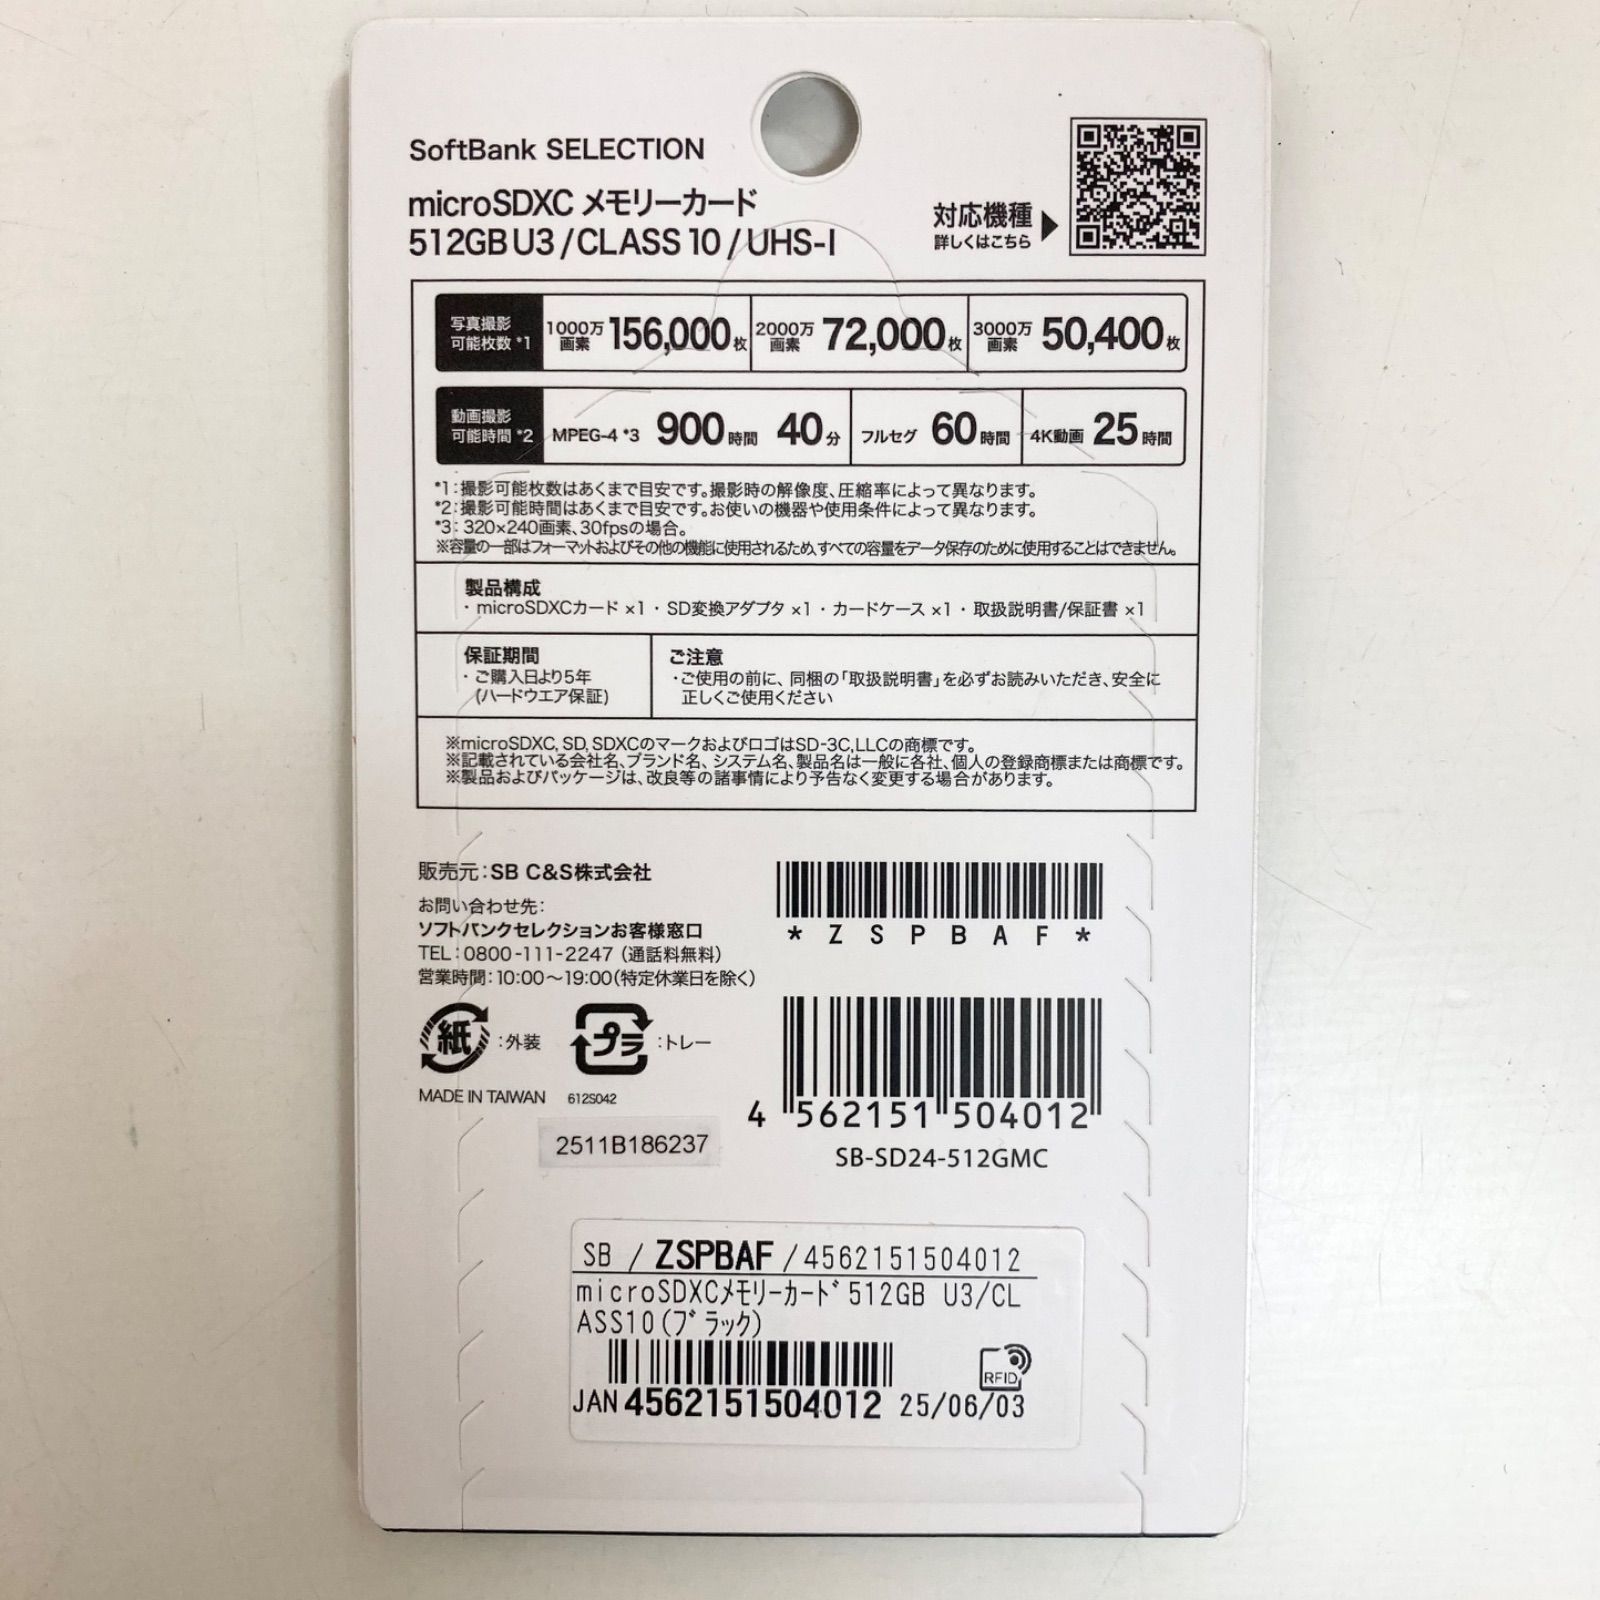 SoftBank SELECTION
microSDXC メモリーカード
512GB U3 / CLASS 10 / UHS-I
対応機種
詳しくはこちら
写真撮影
可能枚数 *1
1000万画素 156,000枚 2000万画素 72,000枚 3000万画素 50,400枚
動画撮影
可能時間 *2
MPEG-4 *3 900時間 40分 フルセグ 60時間 4K動画 25時間
*1：撮影可能枚数はあくまで目安です。撮影時の解像度、圧縮率によって異なります。
*2：撮影可能時間はあくまで目安です。お使いの機器や使用条件によって異なります。
*3：320×240画素、30fpsの場合。
※容量の一部はフォーマットおよびその他の機能に使用されるため、すべての容量をデータ保存のために使用することはできません。
製品構成
・microSDXCカード ×1・SD変換アダプタ ×1・カードケース ×1・取扱説明書/保証書 ×1
保証期間
・ご購入日より5年
(ハードウエア保証)
ご注意
・ご使用の前に、同梱の「取扱説明書」を必ずお読みいただき、安全に
正しくご使用ください
※microSDXC, SD, SDXCのマークおよびロゴはSD-3C,LLCの商標です。
※記載されている会社名、ブランド名、システム名、製品名は一般に各社、個人の登録商標または商標です。
※製品およびパッケージは、改良等の諸事情により予告なく変更する場合があります。
販売元：SB C&S株式会社
お問い合わせ先：
ソフトバンクセレクションお客様窓口
TEL：0800-111-2247（通話料無料）
営業時間：10:00～19:00（特定休業日を除く）
紙：外装 プラ：トレー
MADE IN TAIWAN 612S042
2511B186237
*ZSPBAF*
4 562151 504012
SB-SD24-512GMC
SB / ZSPBAF /4562151504012
microSDXCﾒﾓﾘｰｶｰﾄﾞ512GB U3/CL
ASS10(ﾌﾞﾗｯｸ)
RFID
JAN 4562151504012 25/06/03